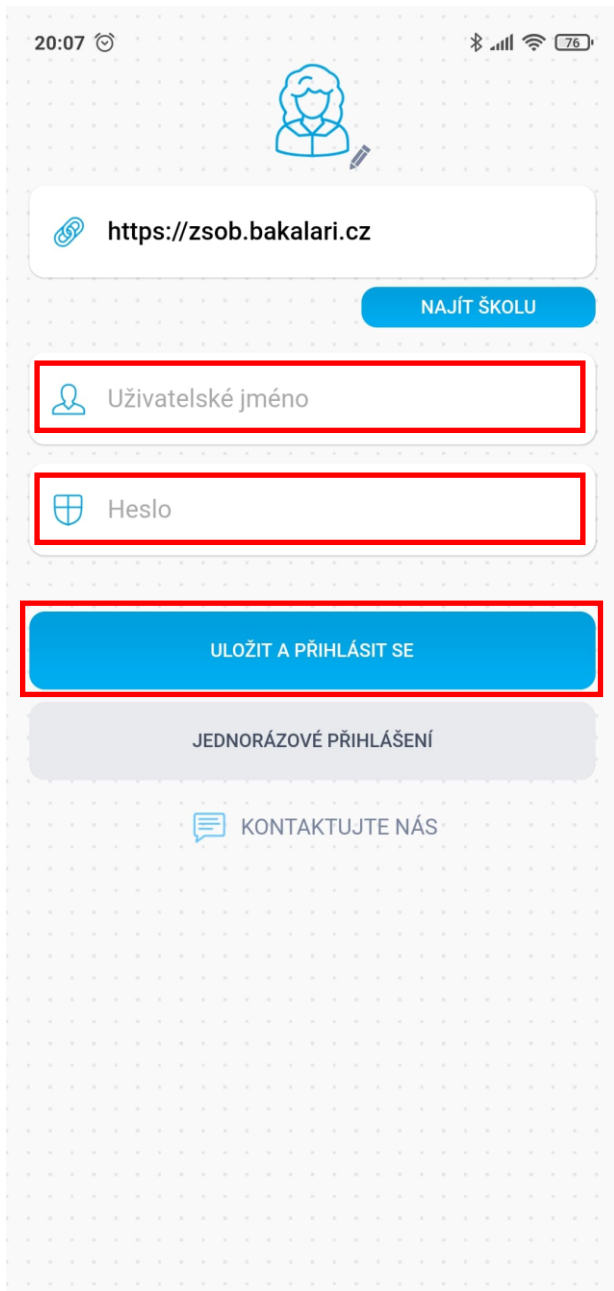 20:07
76
https://zsob.bakalari.cz
NAJÍT ŠKOLU
Uživatelské jméno
Heslo
ULOŽIT A PŘIHLÁSIT SE
JEDNORÁZOVÉ PŘIHLÁŠENÍ
KONTAKTUJTE NÁS